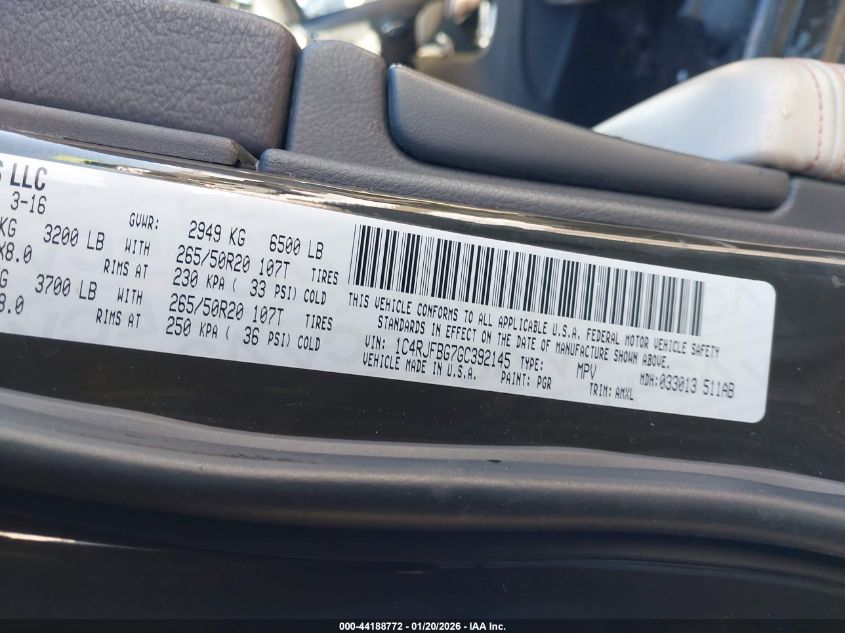 S LLC
3-16 GVWR: 2949 KG 6500 LB
KG 3200 LB WITH 265/50R20 107T TIRES
X8.0 RIMS AT 230 KPA ( 33 PSI) COLD
G 3700 LB WITH 265/50R20 107T TIRES
8.0 RIMS AT 250 KPA ( 36 PSI) COLD
THIS VEHICLE CONFORMS TO ALL APPLICABLE U.S.A. FEDERAL MOTOR VEHICLE SAFETY
STANDARDS IN EFFECT ON THE DATE OF MANUFACTURE SHOWN ABOVE.
VIN: 1C4RJFBG7GC392145 TYPE: MPV MDH:033013 511AB
VEHICLE MADE IN U.S.A. PAINT: PGR TRIM: AMXL
000-44188772 — 01/20/2026 — IAA Inc.